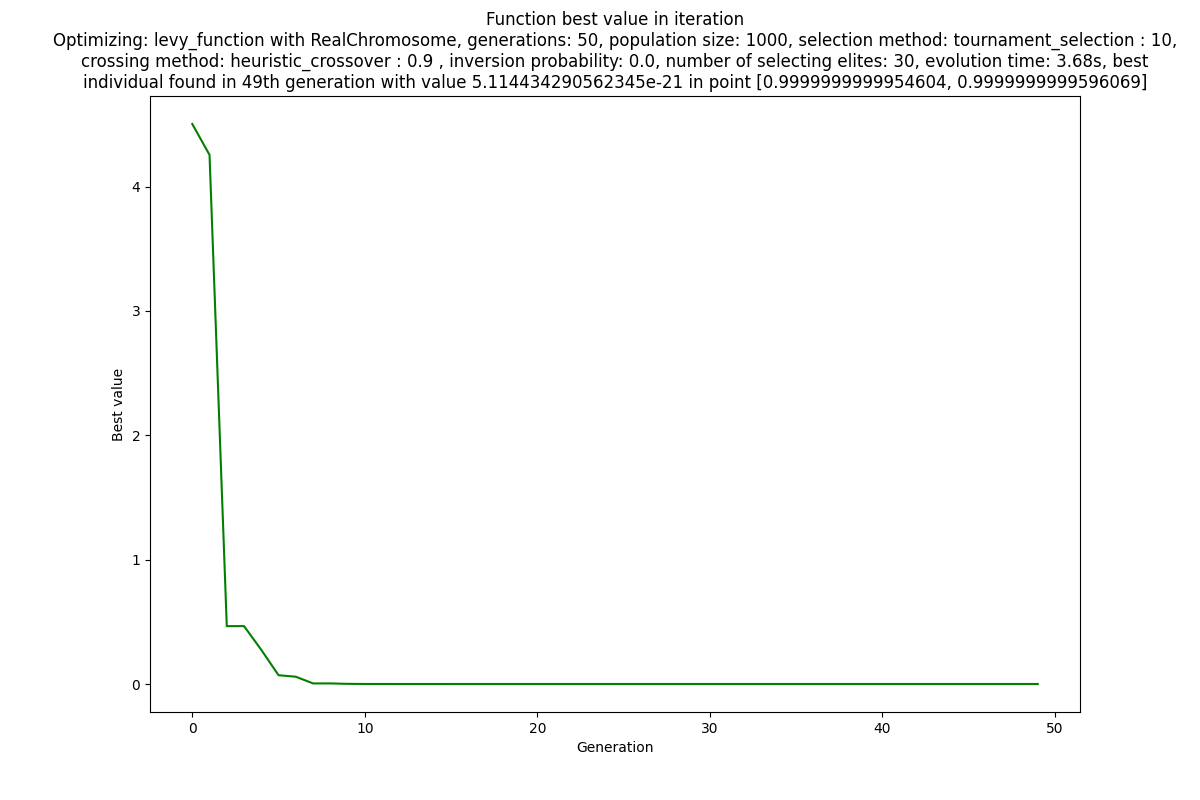 Function best value in iteration
Optimizing: levy_function with RealChromosome, generations: 50, population size: 1000, selection method: tournament_selection : 10,
crossing method: heuristic_crossover : 0.9 , inversion probability: 0.0, number of selecting elites: 30, evolution time: 3.68s, best
individual found in 49th generation with value 5.114434290562345e-21 in point [0.9999999999954604, 0.9999999999596069]
4
3
2
1
0
Best value
0 10 20 30 40 50
Generation